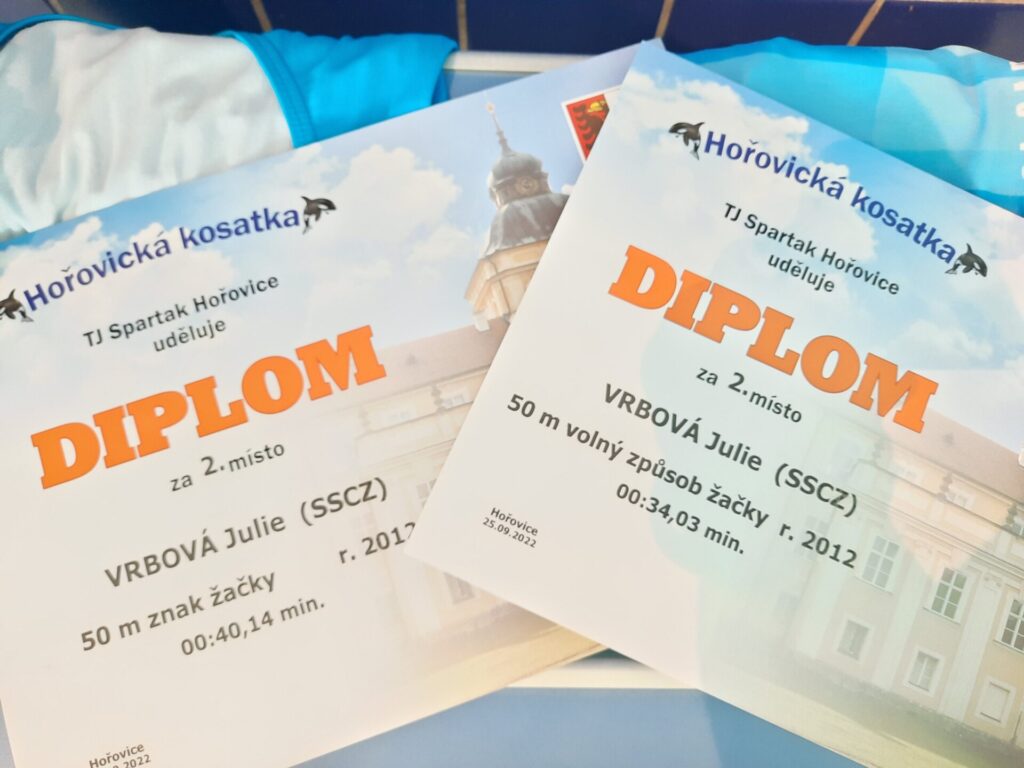 Hořovická kosatka
TJ Spartak Hořovice
uděluje
DIPLOM
za 2.místo
VRBOVÁ Julie (SSCZ)
50 m znak žačky r. 2012
00:40,14 min.
Hořovice
2022
Hořovická kosatka
TJ Spartak Hořovice
uděluje
DIPLOM
za 2.místo
VRBOVÁ Julie (SSCZ)
50 m volný způsob žačky r. 2012
00:34,03 min.
Hořovice
25.09.2022